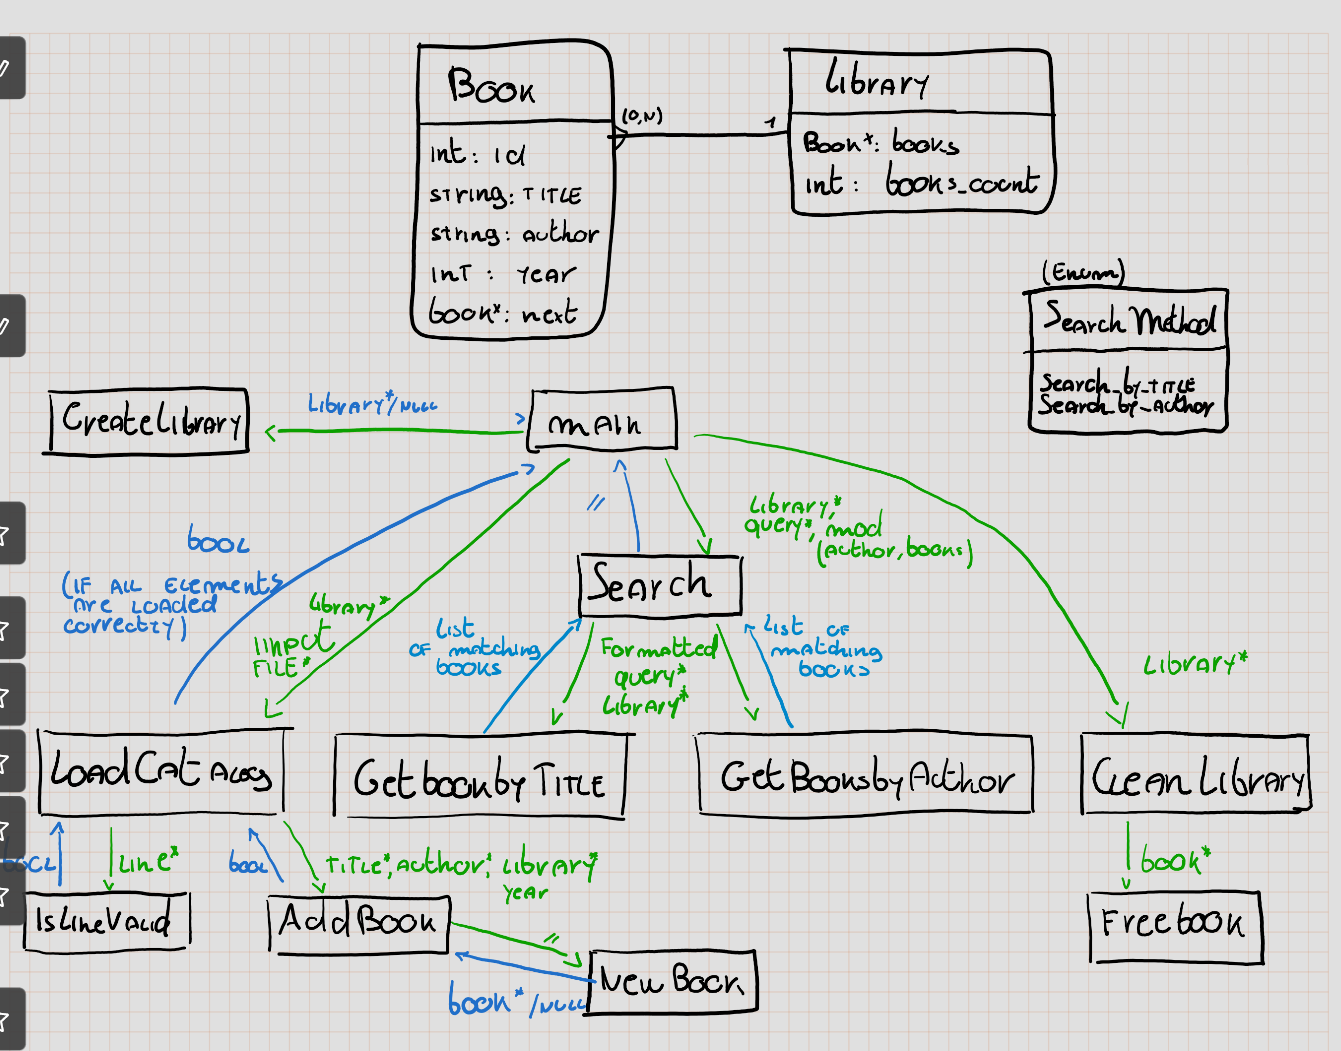 Book
int: id
string: TITLE
string: author
INT: year
book*: next
(0,N)
1
Library
Book*: books
int: books_count
(Enum)
Search Method
Search_by_TITLE
Search_by_author
CreateLibrary
Library*/NULL
main
bool
(IF ALL ELEMENTS
Are LOADED
correctly)
Library*
Iinput
FILE*
//
Library*,
query*, mod
(author, books)
Search
List
OF matching
BOOKS
Formatted
query*
Library*
List OF
matching
books
Library*
LoadCatalog
GetbookbyTITLE
GetBooksbyAuthor
CleanLibrary
bool
Line*
bool
TITLE*, Author*, Library*
year
book*
IsLineValid
AddBook
//
book*/NULL
New Book
Freebook